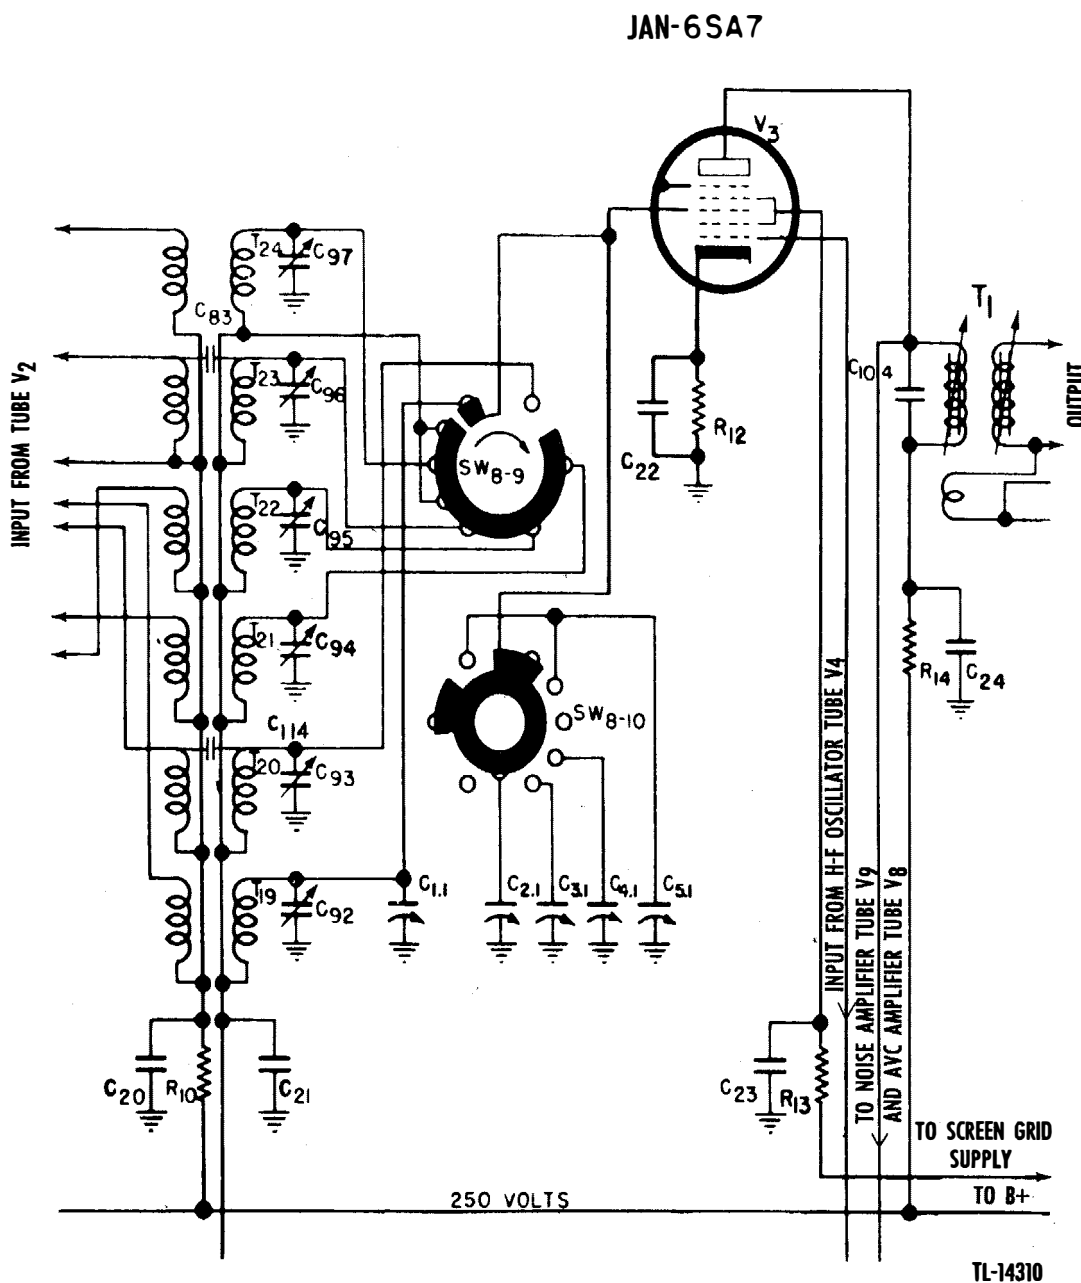 JAN-6SA7
V3
T24
C97
C83
T23
C96
INPUT FROM TUBE V2
T22
C95
T21
C94
C114
T20
C93
T19
C92
SW8-9
SW8-10
C1.1
C2.1
C3.1
C4.1
C5.1
C22
R12
T1
C104
OUTPUT
R14
C24
INPUT FROM H-F OSCILLATOR TUBE V4
TO NOISE AMPLIFIER TUBE V9
AND AVC AMPLIFIER TUBE V8
C20
R10
C21
C23
R13
TO SCREEN GRID
SUPPLY
250 VOLTS
TO B+
TL-14310